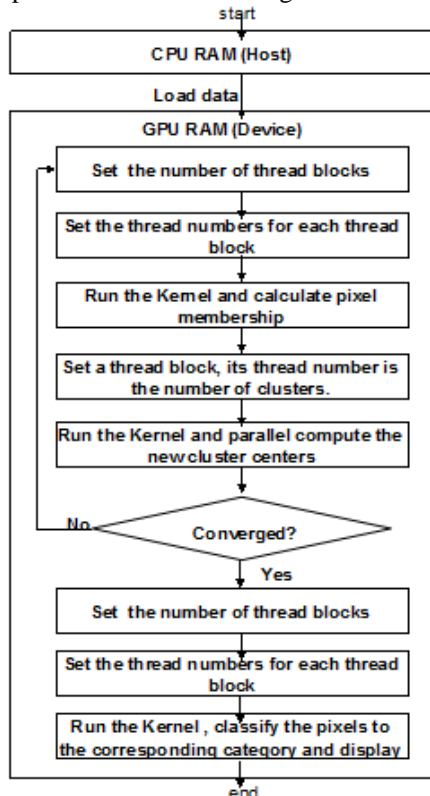 start
CPU RAM (Host)
Load data
GPU RAM (Device)
Set the number of thread blocks
Set the thread numbers for each thread
block
Run the Kernel and calculate pixel
membership
Set a thread block, its thread number is
the number of clusters.
Run the Kernel and parallel compute the
new cluster centers
No
Converged?
Yes
Set the number of thread blocks
Set the thread numbers for each thread
block
Run the Kernel , classify the pixels to
the corresponding category and display
end